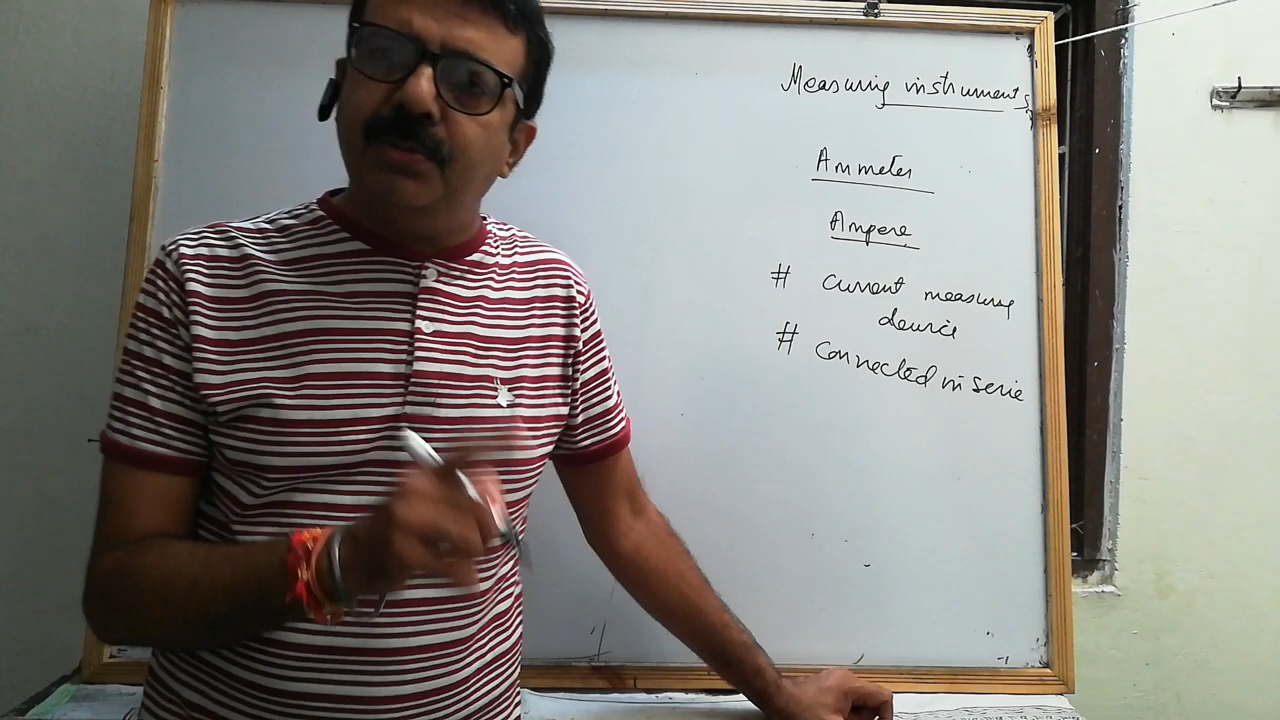 Measuring instruments
Ammeter
Ampere
# Current measuring
device
# Connected in serie